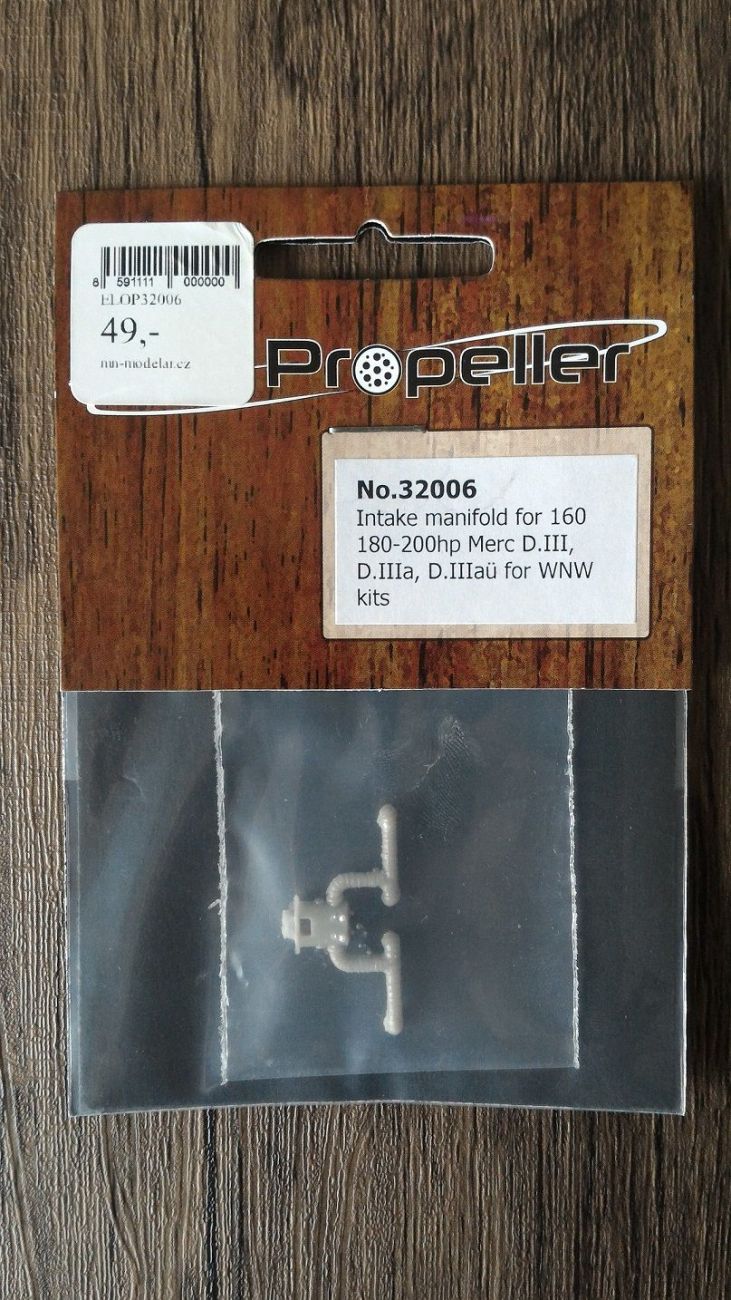 8 591111 000000
ELOP32006
49,-
mn-modelar.cz
Propeller
No.32006
Intake manifold for 160
180-200hp Merc D.III,
D.IIIa, D.IIIaü for WNW
kits